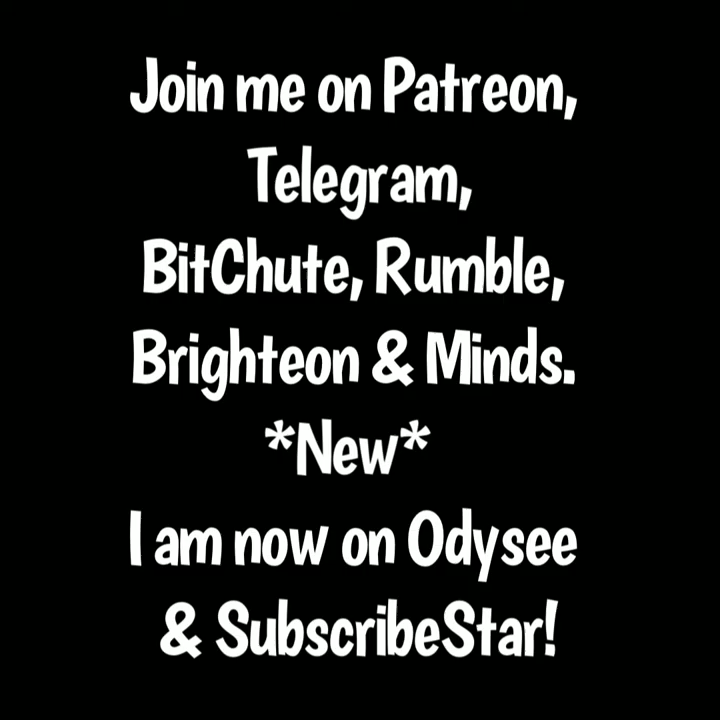 Join me on Patreon,
Telegram,
BitChute, Rumble,
Brighteon & Minds.
*New*
I am now on Odysee
& SubscribeStar!